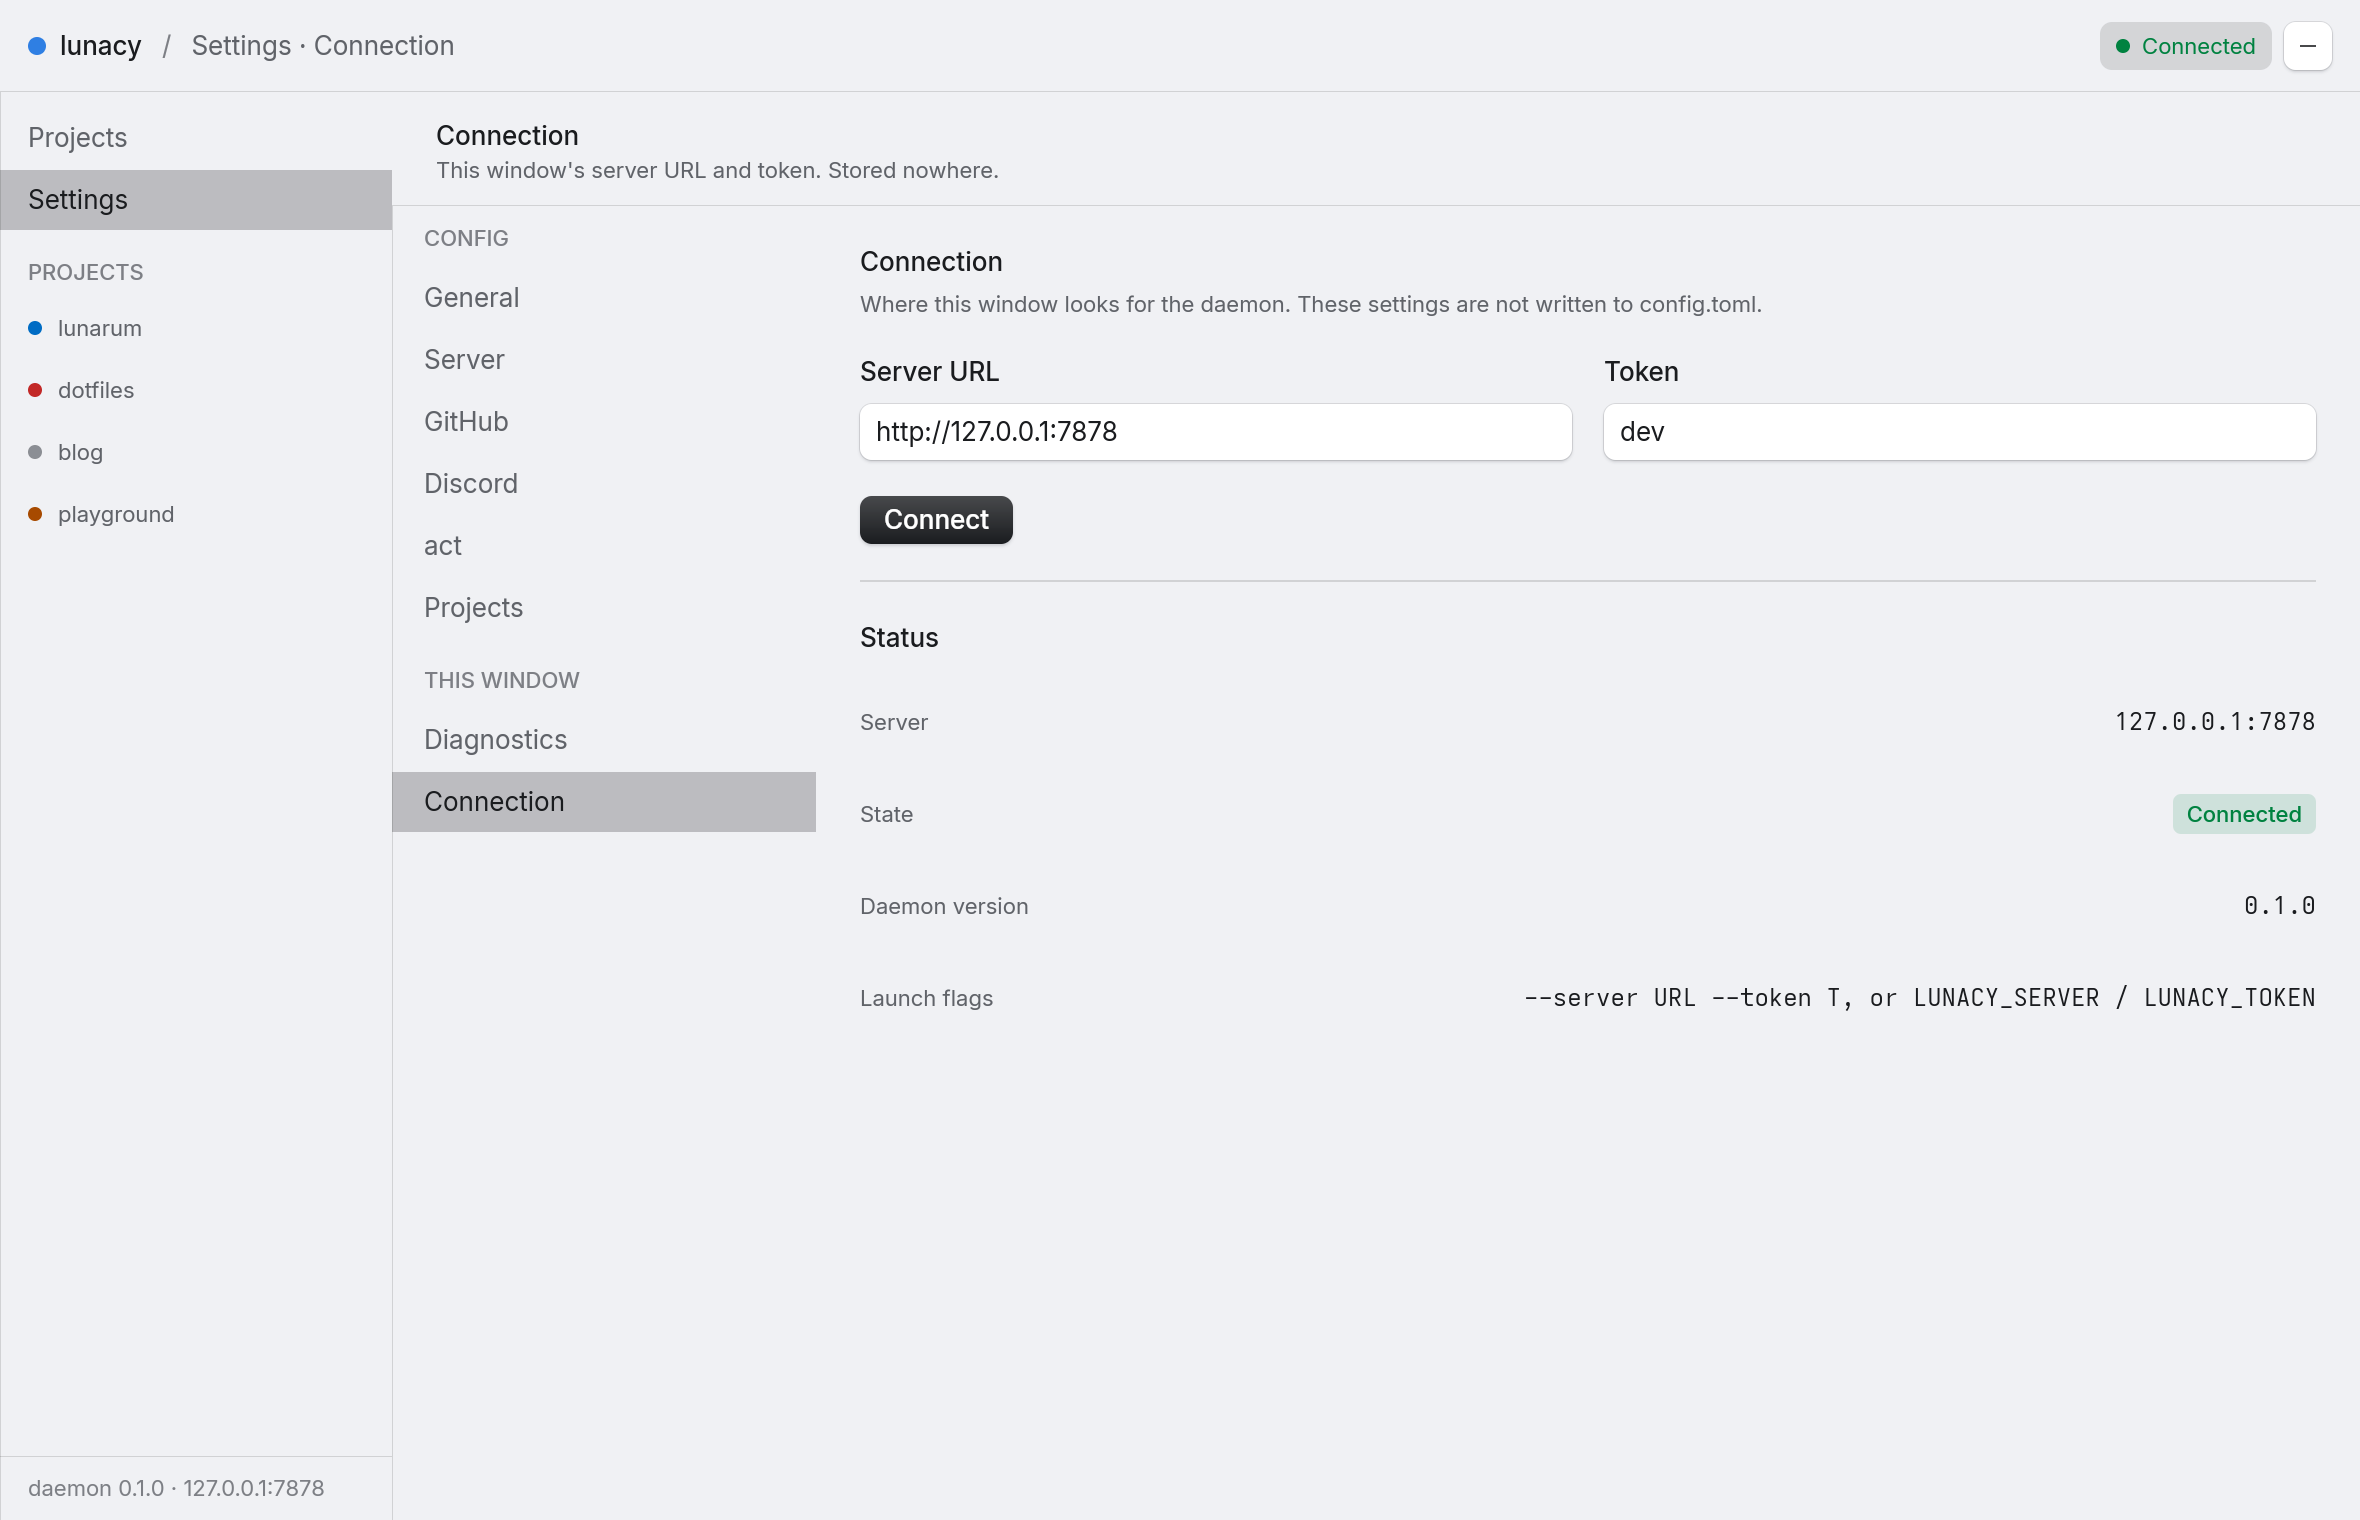 lunacy / Settings · Connection
Connected
Projects
Settings
PROJECTS
lunarum
dotfiles
blog
playground
daemon 0.1.0 · 127.0.0.1:7878
Connection
This window's server URL and token. Stored nowhere.
CONFIG
General
Server
GitHub
Discord
act
Projects
THIS WINDOW
Diagnostics
Connection
Connection
Where this window looks for the daemon. These settings are not written to config.toml.
Server URL
http://127.0.0.1:7878
Token
dev
Connect
Status
Server 127.0.0.1:7878
State Connected
Daemon version 0.1.0
Launch flags --server URL --token T, or LUNACY_SERVER / LUNACY_TOKEN